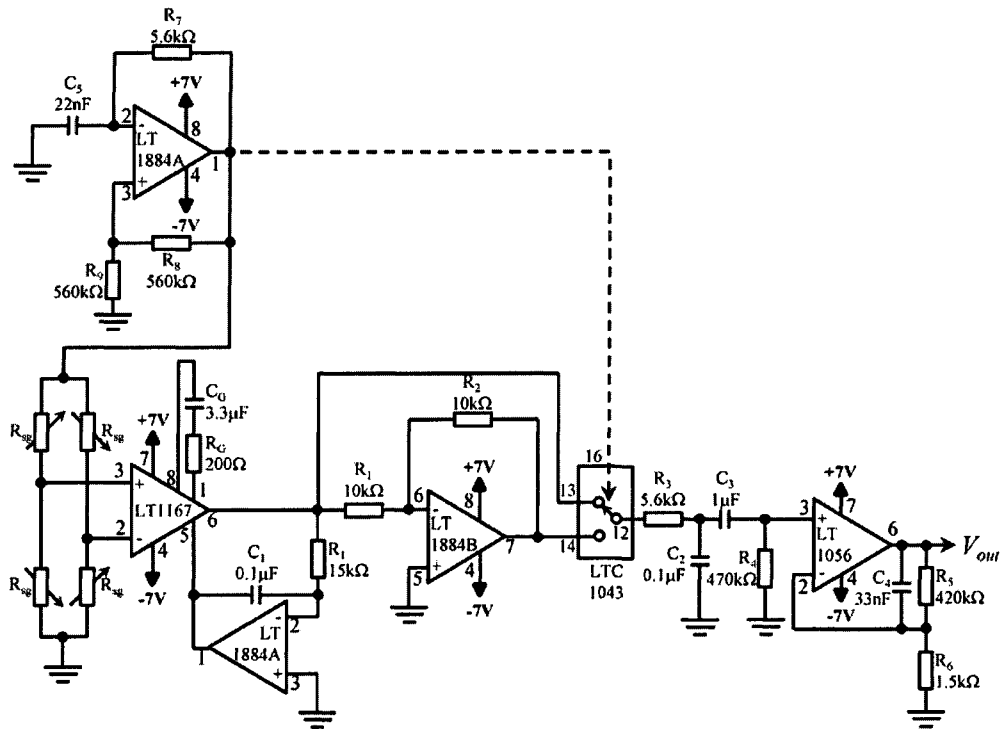 R7
5.6kΩ
+7V
C5
22nF
2
-
8
LT
1884A
1
+
3
4
-7V
R8
560kΩ
R9
560kΩ
Rsg
Rsg
+7V
CG
3.3μF
RG
200Ω
7
8
3
+
1
LT1167
6
2
-
5
4
-7V
Rsg
Rsg
R2
10kΩ
R1
10kΩ
+7V
6
-
8
LT
1884B
7
5
+
4
-7V
C1
0.1μF
R1
15kΩ
2
-
LT
1884A
1
+
3
16
13
12
14
LTC
1043
R3
5.6kΩ
C3
1μF
C2
0.1μF
R4
470kΩ
+7V
3
+
7
LT
1056
6
2
-
4
-7V
Vout
C4
33nF
R5
420kΩ
R6
1.5kΩ